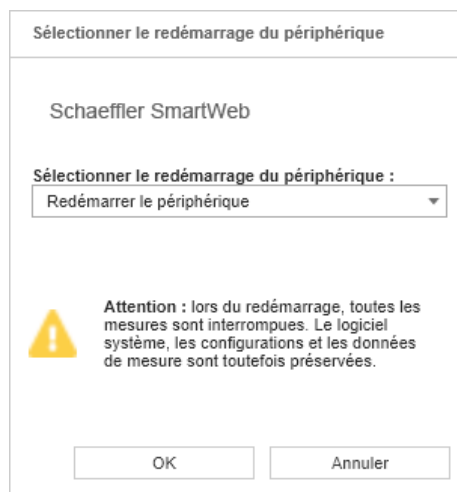 Sélectionner le redémarrage du périphérique
Schaeffler SmartWeb
Sélectionner le redémarrage du périphérique :
Redémarrer le périphérique
Attention : lors du redémarrage, toutes les
mesures sont interrompues. Le logiciel
système, les configurations et les données
de mesure sont toutefois préservées.
OK
Annuler